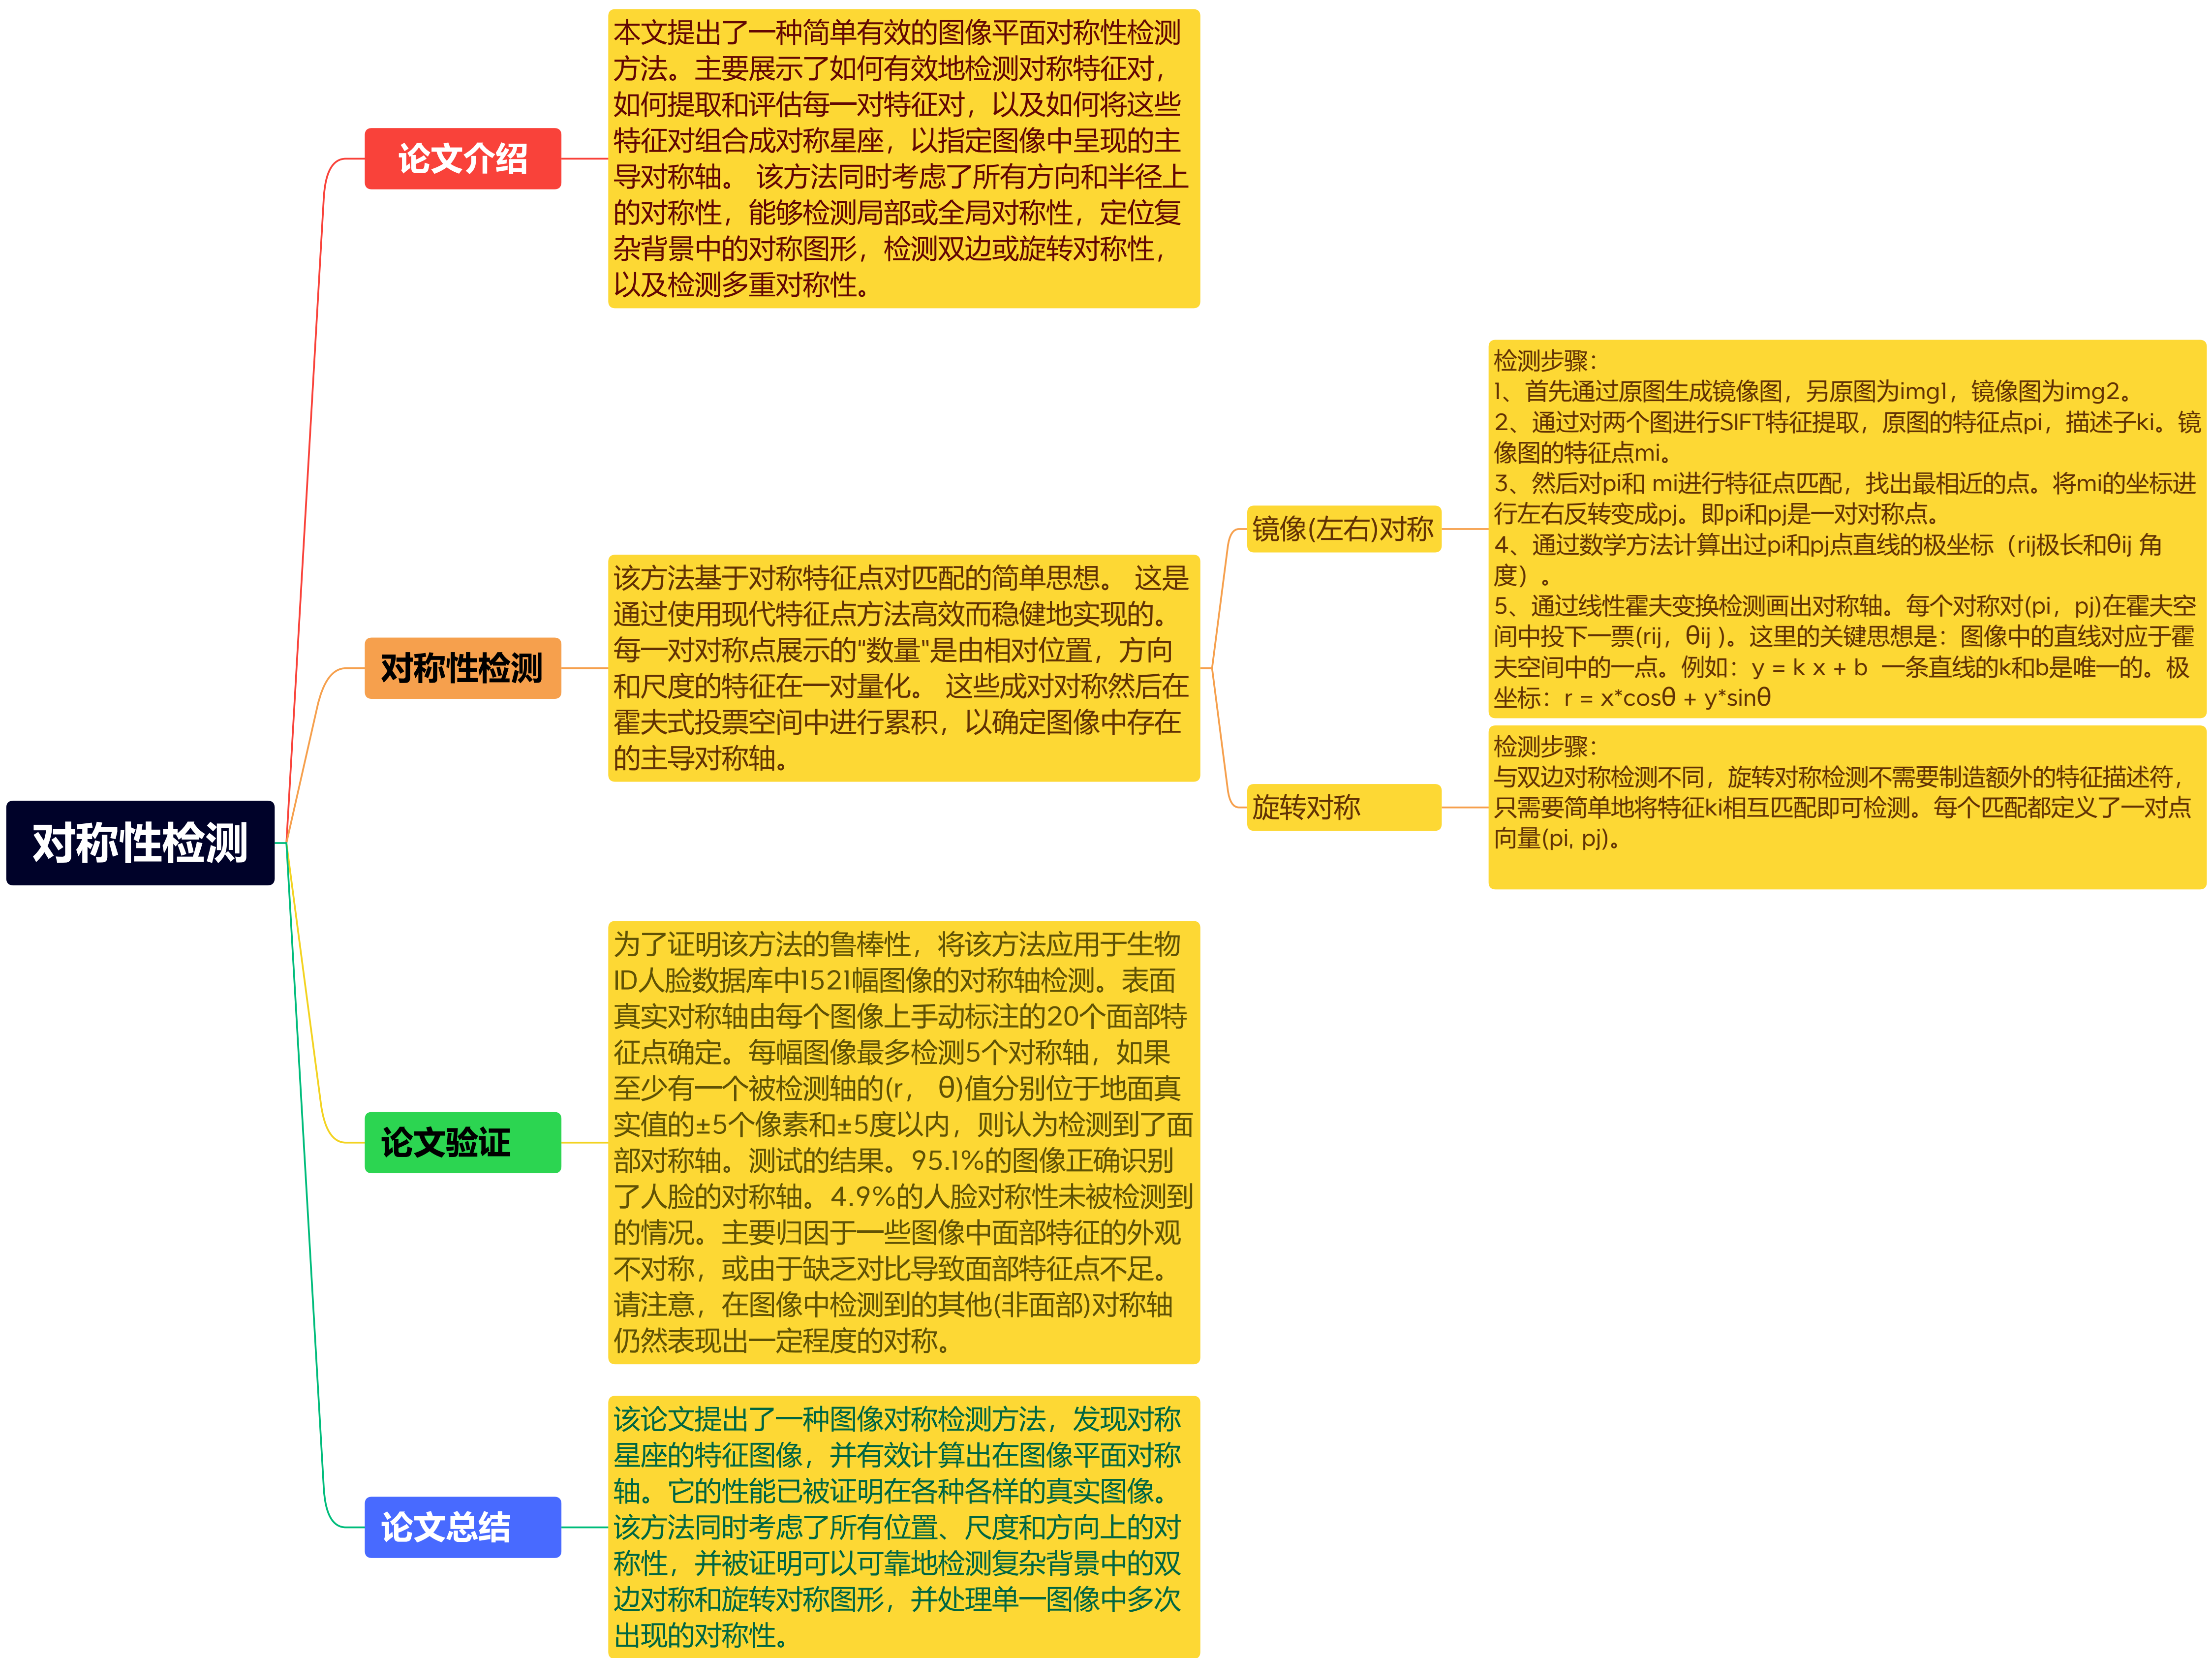 对称性检测
论文介绍
本文提出了一种简单有效的图像平面对称性检测
方法。主要展示了如何有效地检测对称特征对，
如何提取和评估每一对特征对，以及如何将这些
特征对组合成对称星座，以指定图像中呈现的主
导对称轴。 该方法同时考虑了所有方向和半径上
的对称性，能够检测局部或全局对称性，定位复
杂背景中的对称图形，检测双边或旋转对称性，
以及检测多重对称性。
对称性检测
该方法基于对称特征点对匹配的简单思想。 这是
通过使用现代特征点方法高效而稳健地实现的。
每一对对称点展示的“数量"是由相对位置，方向
和尺度的特征在一对量化。 这些成对对称然后在
霍夫式投票空间中进行累积，以确定图像中存在
的主导对称轴。
镜像(左右)对称
检测步骤：
1、首先通过原图生成镜像图，另原图为img1，镜像图为img2。
2、通过对两个图进行SIFT特征提取，原图的特征点pi，描述子ki。镜
像图的特征点mi。
3、然后对pi和 mi进行特征点匹配，找出最相近的点。将mi的坐标进
行左右反转变成pj。即pi和pj是一对对称点。
4、通过数学方法计算出过pi和pj点直线的极坐标（rij极长和θij 角
度）。
5、通过线性霍夫变换检测画出对称轴。每个对称对(pi，pj)在霍夫空
间中投下一票(rij，θij )。这里的关键思想是：图像中的直线对应于霍
夫空间中的一点。例如：y = k x + b  一条直线的k和b是唯一的。极
坐标：r = x*cosθ + y*sinθ
旋转对称
检测步骤：
与双边对称检测不同，旋转对称检测不需要制造额外的特征描述符，
只需要简单地将特征ki相互匹配即可检测。每个匹配都定义了一对点
向量(pi, pj)。
论文验证
为了证明该方法的鲁棒性，将该方法应用于生物
ID人脸数据库中1521幅图像的对称轴检测。表面
真实对称轴由每个图像上手动标注的20个面部特
征点确定。每幅图像最多检测5个对称轴，如果
至少有一个被检测轴的(r， θ)值分别位于地面真
实值的±5个像素和±5度以内，则认为检测到了面
部对称轴。测试的结果。95.1%的图像正确识别
了人脸的对称轴。4.9%的人脸对称性未被检测到
的情况。主要归因于一些图像中面部特征的外观
不对称，或由于缺乏对比导致面部特征点不足。
请注意，在图像中检测到的其他(非面部)对称轴
仍然表现出一定程度的对称。
论文总结
该论文提出了一种图像对称检测方法，发现对称
星座的特征图像，并有效计算出在图像平面对称
轴。它的性能已被证明在各种各样的真实图像。
该方法同时考虑了所有位置、尺度和方向上的对
称性，并被证明可以可靠地检测复杂背景中的双
边对称和旋转对称图形，并处理单一图像中多次
出现的对称性。